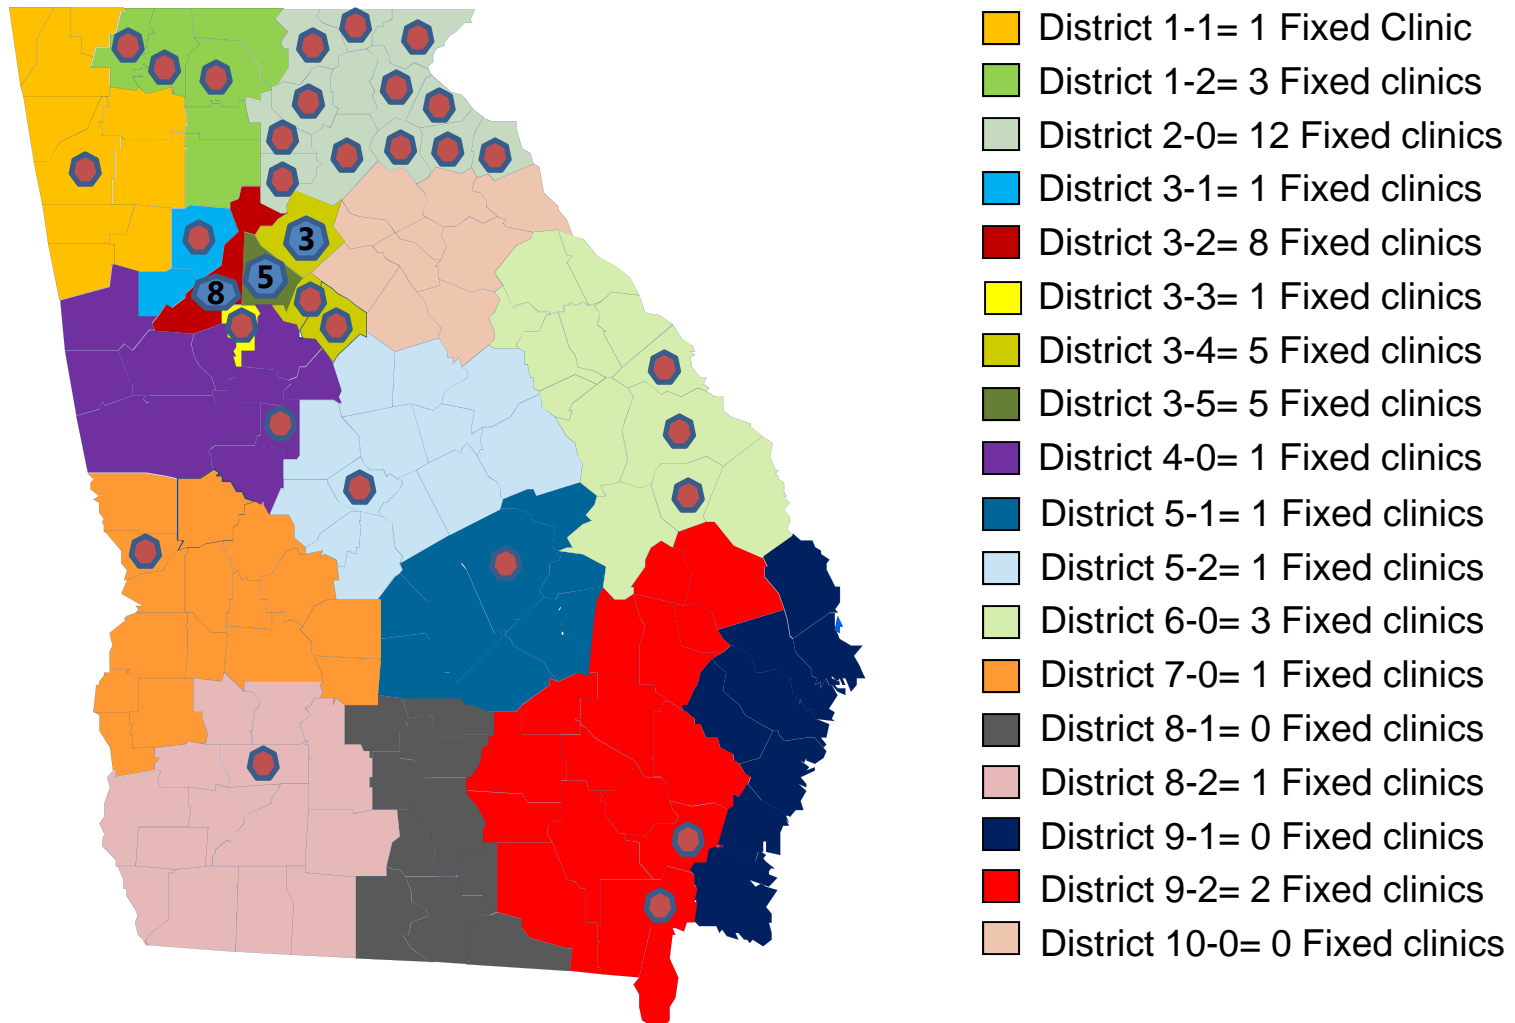 District 1-1= 1 Fixed Clinic
District 1-2= 3 Fixed clinics
District 2-0= 12 Fixed clinics
District 3-1= 1 Fixed clinics
District 3-2= 8 Fixed clinics
District 3-3= 1 Fixed clinics
District 3-4= 5 Fixed clinics
District 3-5= 5 Fixed clinics
District 4-0= 1 Fixed clinics
District 5-1= 1 Fixed clinics
District 5-2= 1 Fixed clinics
District 6-0= 3 Fixed clinics
District 7-0= 1 Fixed clinics
District 8-1= 0 Fixed clinics
District 8-2= 1 Fixed clinics
District 9-1= 0 Fixed clinics
District 9-2= 2 Fixed clinics
District 10-0= 0 Fixed clinics
3
5
8